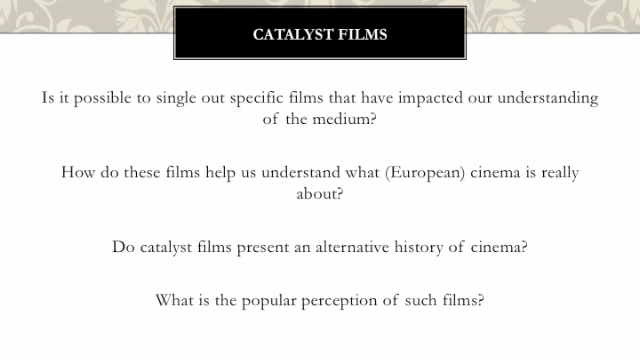 CATALYST FILMS
Is it possible to single out specific films that have impacted our understanding
of the medium?
How do these films help us understand what (European) cinema is really
about?
Do catalyst films present an alternative history of cinema?
What is the popular perception of such films?